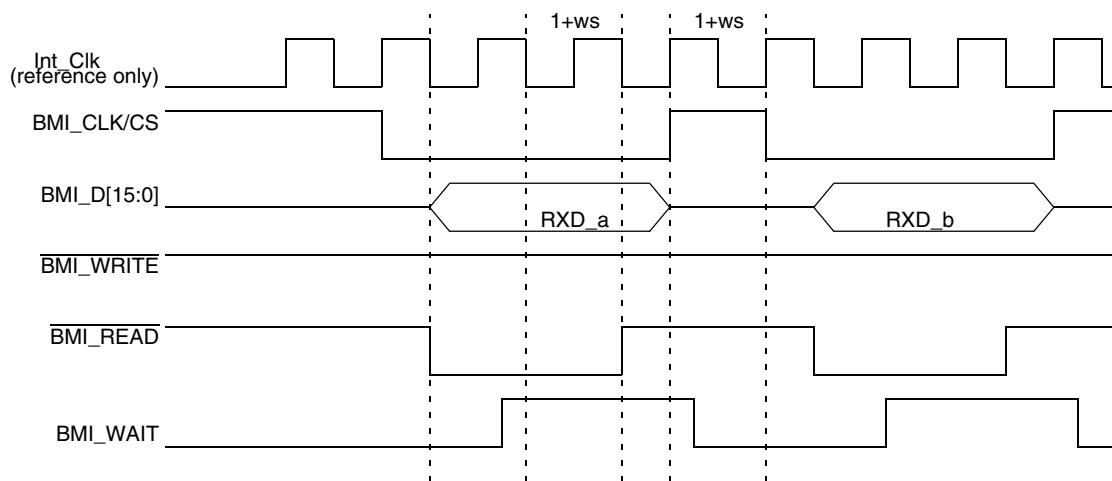 1+ws 1+ws
Int_Clk
(reference only)
BMI_CLK/CS
BMI_D[15:0]
RXD_a RXD_b
BMI_WRITE
BMI_READ
BMI_WAIT